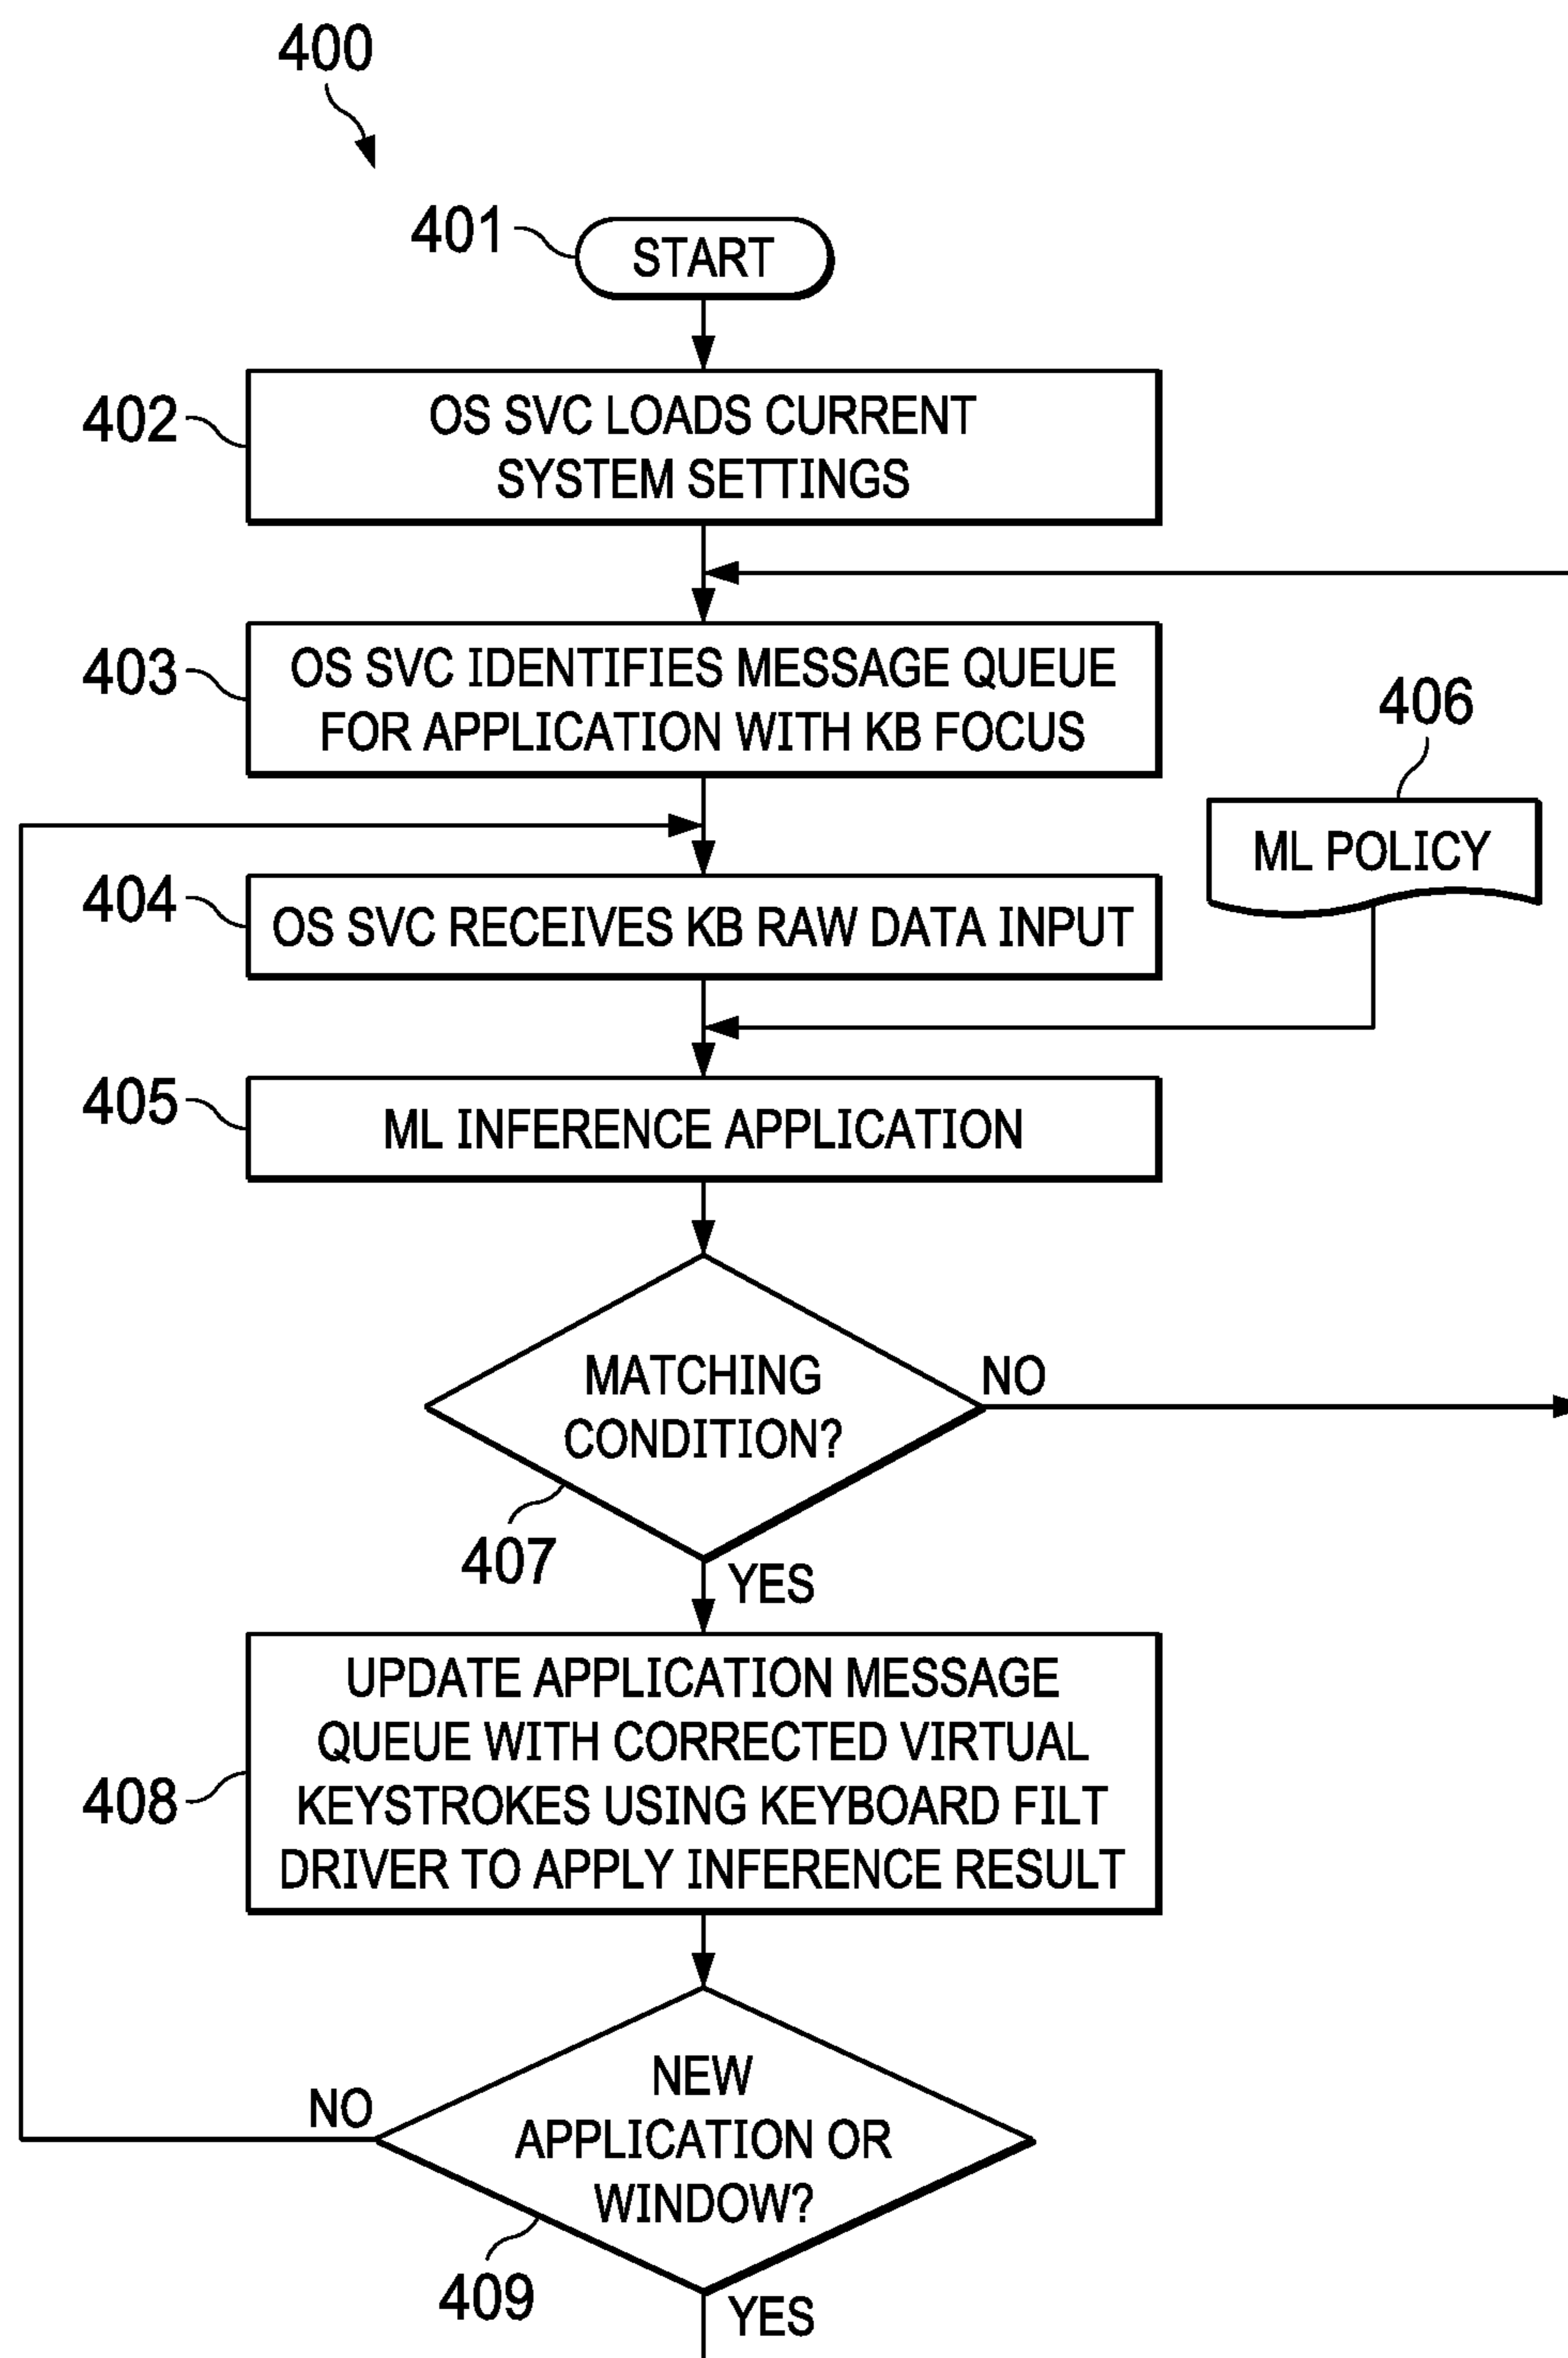 400
401
START
402
OS SVC LOADS CURRENT
SYSTEM SETTINGS
403
OS SVC IDENTIFIES MESSAGE QUEUE
FOR APPLICATION WITH KB FOCUS
406
ML POLICY
404
OS SVC RECEIVES KB RAW DATA INPUT
405
ML INFERENCE APPLICATION
MATCHING
CONDITION?
NO
407
YES
UPDATE APPLICATION MESSAGE
QUEUE WITH CORRECTED VIRTUAL
KEYSTROKES USING KEYBOARD FILT
DRIVER TO APPLY INFERENCE RESULT
408
NEW
APPLICATION OR
WINDOW?
NO
409
YES